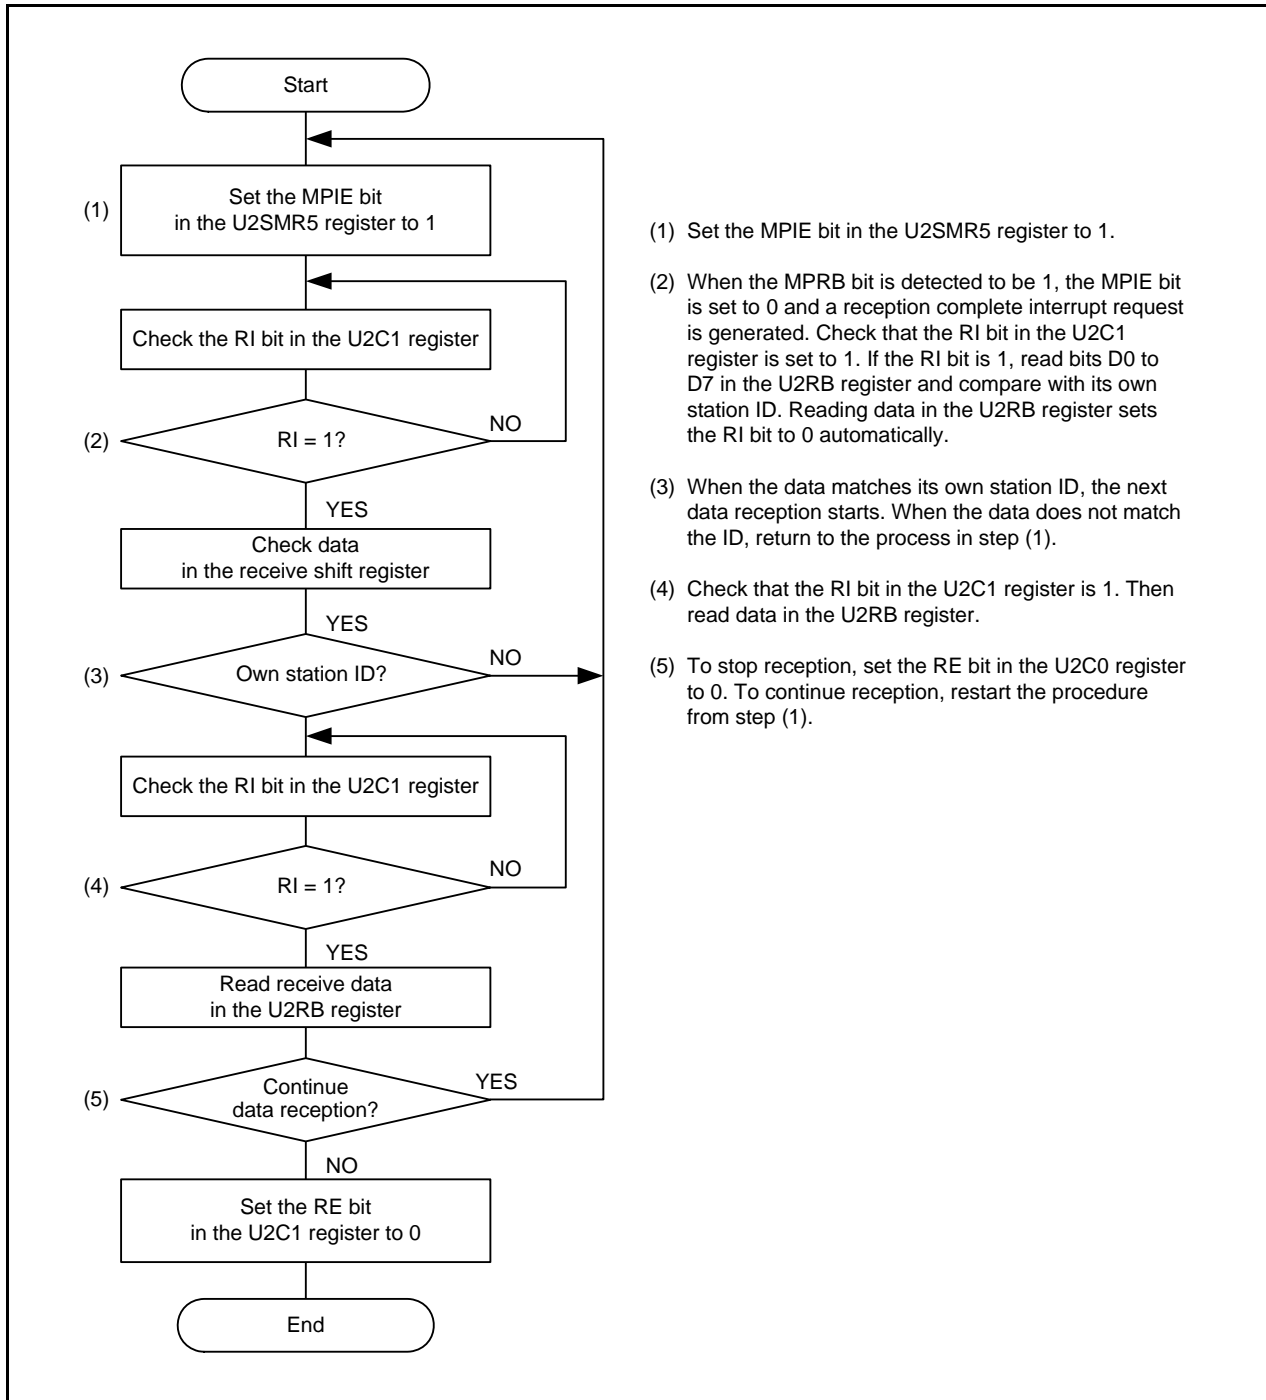 Start
(1)
Set the MPIE bit
in the U2SMR5 register to 1
Check the RI bit in the U2C1 register
(2)
RI = 1?
NO
YES
Check data
in the receive shift register
YES
(3)
Own station ID?
NO
Check the RI bit in the U2C1 register
(4)
RI = 1?
NO
YES
Read receive data
in the U2RB register
(5)
Continue
data reception?
YES
NO
Set the RE bit
in the U2C1 register to 0
End
(1) Set the MPIE bit in the U2SMR5 register to 1.
(2) When the MPRB bit is detected to be 1, the MPIE bit
is set to 0 and a reception complete interrupt request
is generated. Check that the RI bit in the U2C1
register is set to 1. If the RI bit is 1, read bits D0 to
D7 in the U2RB register and compare with its own
station ID. Reading data in the U2RB register sets
the RI bit to 0 automatically.
(3) When the data matches its own station ID, the next
data reception starts. When the data does not match
the ID, return to the process in step (1).
(4) Check that the RI bit in the U2C1 register is 1. Then
read data in the U2RB register.
(5) To stop reception, set the RE bit in the U2C0 register
to 0. To continue reception, restart the procedure
from step (1).